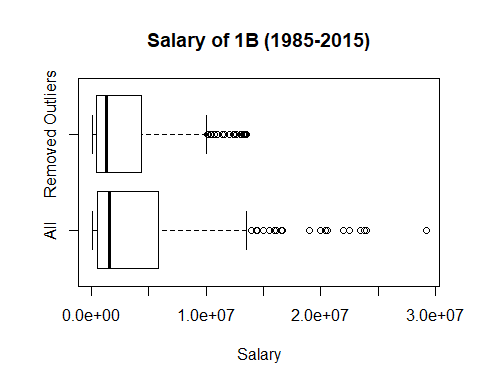 Salary of 1B (1985-2015)
Removed Outliers
All
0.0e+00 1.0e+07 2.0e+07 3.0e+07
Salary